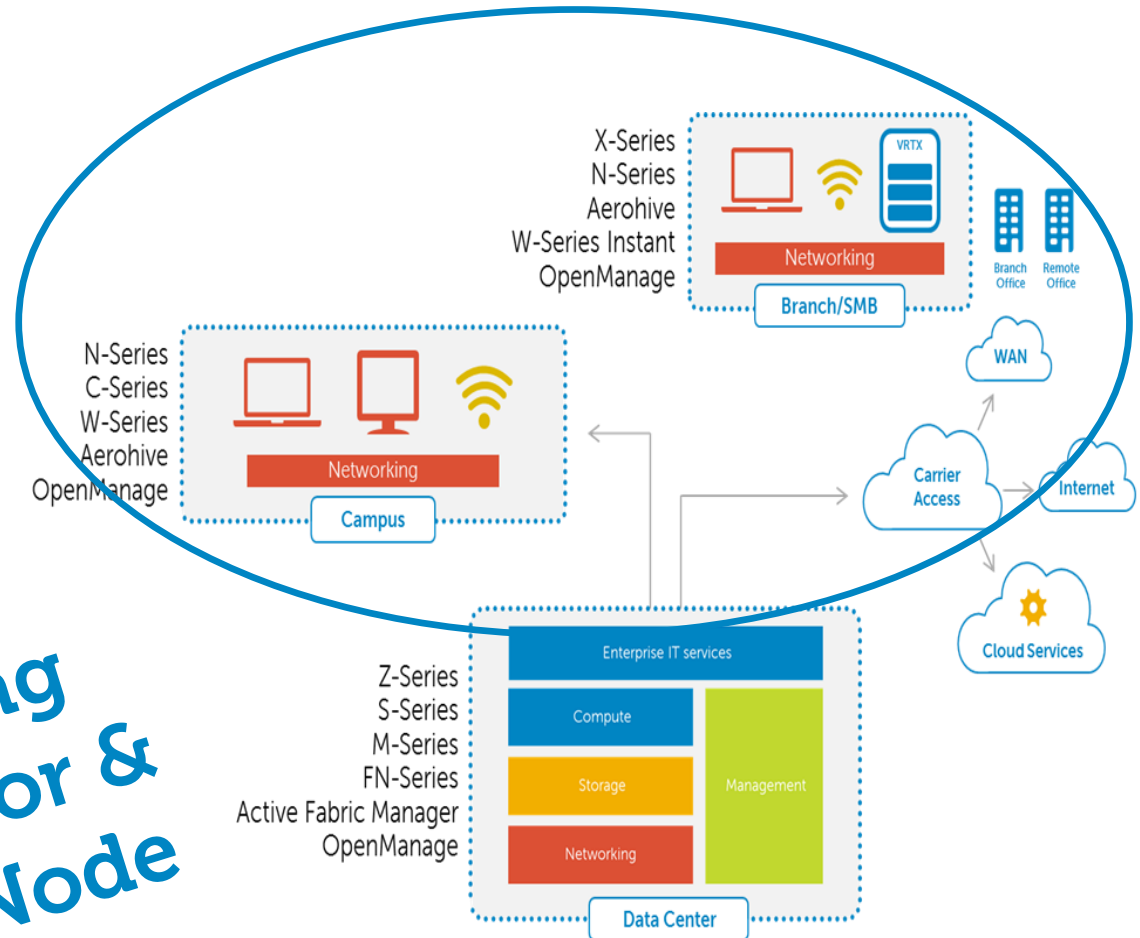 X-Series
N-Series
Aerohive
W-Series Instant
OpenManage
VRTX
Networking
Branch/SMB
Branch
Office
Remote
Office
WAN
N-Series
C-Series
W-Series
Aerohive
OpenManage
Networking
Campus
Carrier
Access
Internet
Cloud Services
Z-Series
S-Series
M-Series
FN-Series
Active Fabric Manager
OpenManage
Enterprise IT services
Compute
Storage
Networking
Management
Data Center
&
Node